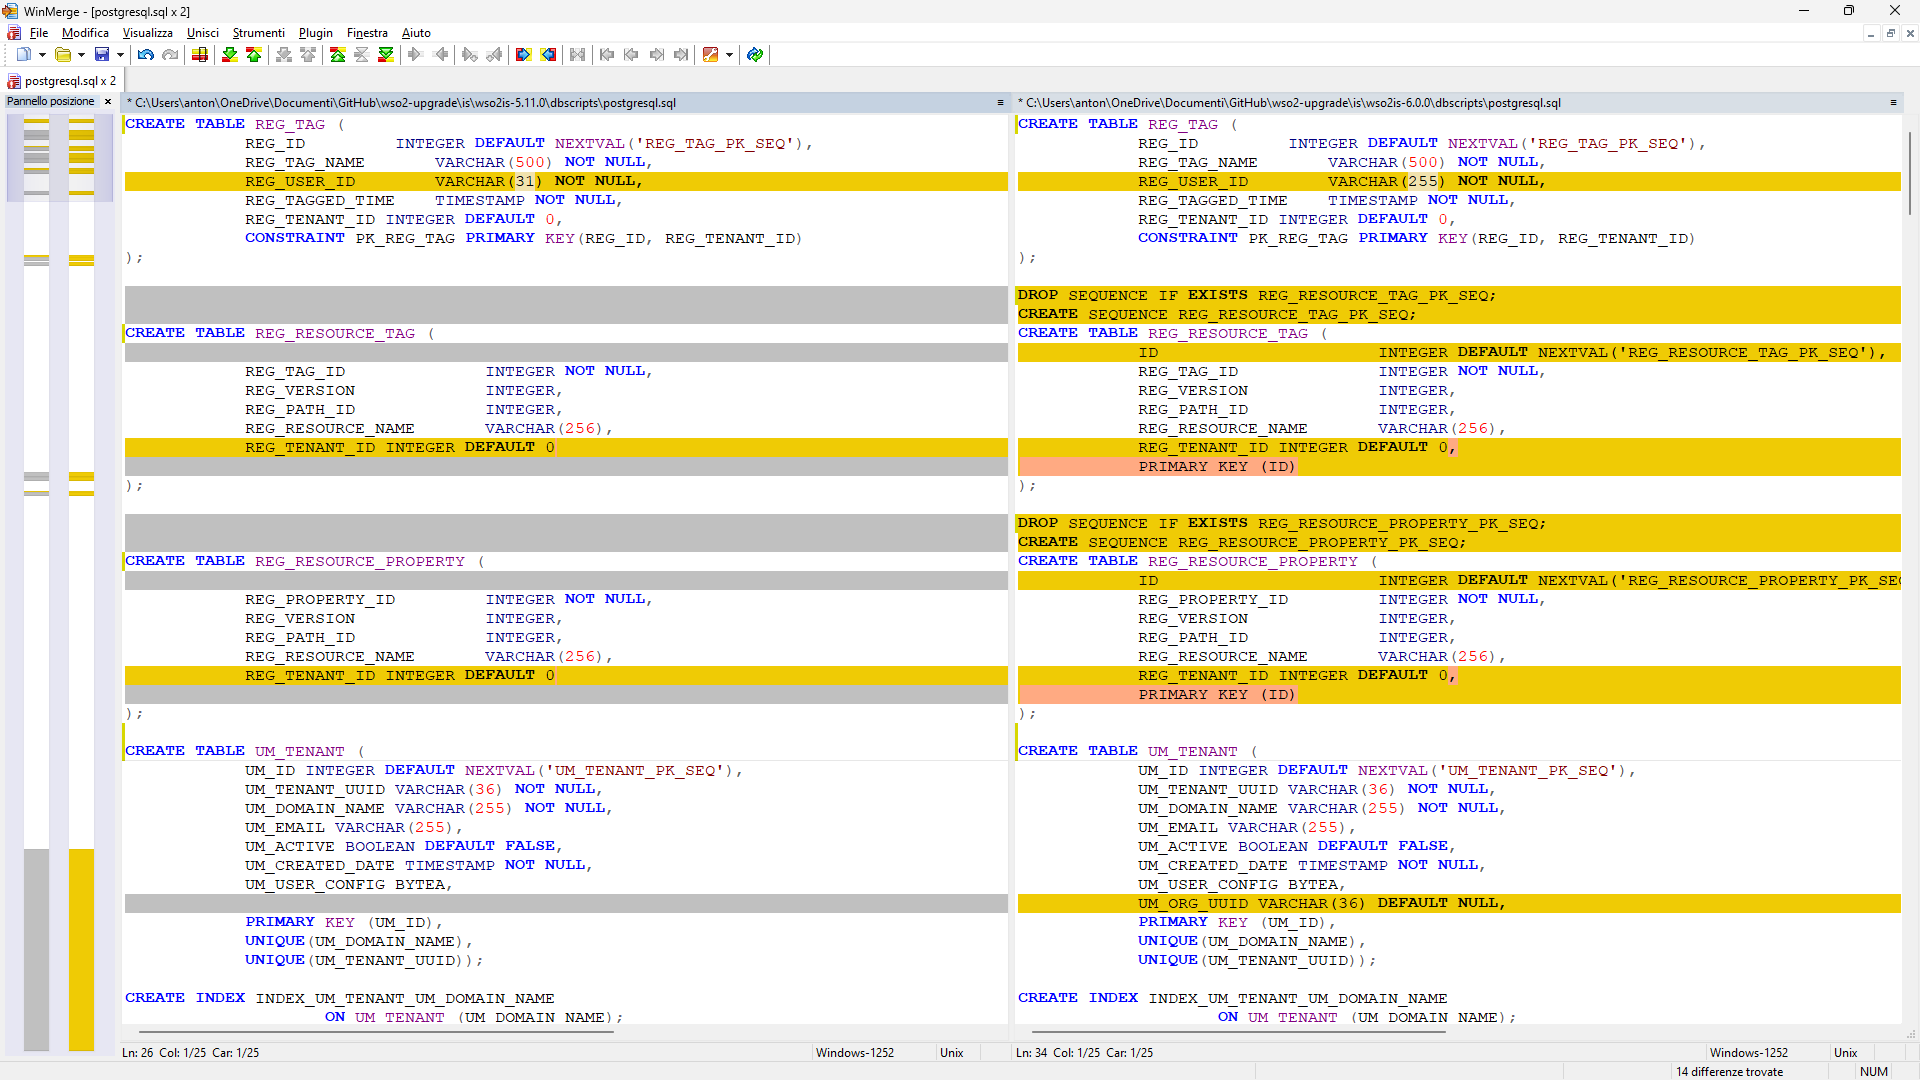 WinMerge - [postgresql.sql x 2]
File Modifica Visualizza Unisci Strumenti Plugin Finestra Aiuto
postgresql.sql x 2
Pannello posizione
* C:\Users\anton\OneDrive\Documenti\GitHub\wso2-upgrade\is\wso2is-5.11.0\dbscripts\postgresql.sql
CREATE TABLE REG_TAG (
REG_ID INTEGER DEFAULT NEXTVAL('REG_TAG_PK_SEQ'),
REG_TAG_NAME VARCHAR(500) NOT NULL,
REG_USER_ID VARCHAR(31) NOT NULL,
REG_TAGGED_TIME TIMESTAMP NOT NULL,
REG_TENANT_ID INTEGER DEFAULT 0,
CONSTRAINT PK_REG_TAG PRIMARY KEY(REG_ID, REG_TENANT_ID)
);
CREATE TABLE REG_RESOURCE_TAG (
REG_TAG_ID INTEGER NOT NULL,
REG_VERSION INTEGER,
REG_PATH_ID INTEGER,
REG_RESOURCE_NAME VARCHAR(256),
REG_TENANT_ID INTEGER DEFAULT 0
);
CREATE TABLE REG_RESOURCE_PROPERTY (
REG_PROPERTY_ID INTEGER NOT NULL,
REG_VERSION INTEGER,
REG_PATH_ID INTEGER,
REG_RESOURCE_NAME VARCHAR(256),
REG_TENANT_ID INTEGER DEFAULT 0
);
CREATE TABLE UM_TENANT (
UM_ID INTEGER DEFAULT NEXTVAL('UM_TENANT_PK_SEQ'),
UM_TENANT_UUID VARCHAR(36) NOT NULL,
UM_DOMAIN_NAME VARCHAR(255) NOT NULL,
UM_EMAIL VARCHAR(255),
UM_ACTIVE BOOLEAN DEFAULT FALSE,
UM_CREATED_DATE TIMESTAMP NOT NULL,
UM_USER_CONFIG BYTEA,
PRIMARY KEY (UM_ID),
UNIQUE(UM_DOMAIN_NAME),
UNIQUE(UM_TENANT_UUID));
CREATE INDEX INDEX_UM_TENANT_UM_DOMAIN_NAME
ON UM_TENANT (UM_DOMAIN_NAME);
Ln: 26 Col: 1/25 Car: 1/25
Windows-1252
Unix
* C:\Users\anton\OneDrive\Documenti\GitHub\wso2-upgrade\is\wso2is-6.0.0\dbscripts\postgresql.sql
CREATE TABLE REG_TAG (
REG_ID INTEGER DEFAULT NEXTVAL('REG_TAG_PK_SEQ'),
REG_TAG_NAME VARCHAR(500) NOT NULL,
REG_USER_ID VARCHAR(255) NOT NULL,
REG_TAGGED_TIME TIMESTAMP NOT NULL,
REG_TENANT_ID INTEGER DEFAULT 0,
CONSTRAINT PK_REG_TAG PRIMARY KEY(REG_ID, REG_TENANT_ID)
);
DROP SEQUENCE IF EXISTS REG_RESOURCE_TAG_PK_SEQ;
CREATE SEQUENCE REG_RESOURCE_TAG_PK_SEQ;
CREATE TABLE REG_RESOURCE_TAG (
ID INTEGER DEFAULT NEXTVAL('REG_RESOURCE_TAG_PK_SEQ'),
REG_TAG_ID INTEGER NOT NULL,
REG_VERSION INTEGER,
REG_PATH_ID INTEGER,
REG_RESOURCE_NAME VARCHAR(256),
REG_TENANT_ID INTEGER DEFAULT 0,
PRIMARY KEY (ID)
);
DROP SEQUENCE IF EXISTS REG_RESOURCE_PROPERTY_PK_SEQ;
CREATE SEQUENCE REG_RESOURCE_PROPERTY_PK_SEQ;
CREATE TABLE REG_RESOURCE_PROPERTY (
ID INTEGER DEFAULT NEXTVAL('REG_RESOURCE_PROPERTY_PK_SE
REG_PROPERTY_ID INTEGER NOT NULL,
REG_VERSION INTEGER,
REG_PATH_ID INTEGER,
REG_RESOURCE_NAME VARCHAR(256),
REG_TENANT_ID INTEGER DEFAULT 0,
PRIMARY KEY (ID)
);
CREATE TABLE UM_TENANT (
UM_ID INTEGER DEFAULT NEXTVAL('UM_TENANT_PK_SEQ'),
UM_TENANT_UUID VARCHAR(36) NOT NULL,
UM_DOMAIN_NAME VARCHAR(255) NOT NULL,
UM_EMAIL VARCHAR(255),
UM_ACTIVE BOOLEAN DEFAULT FALSE,
UM_CREATED_DATE TIMESTAMP NOT NULL,
UM_USER_CONFIG BYTEA,
UM_ORG_UUID VARCHAR(36) DEFAULT NULL,
PRIMARY KEY (UM_ID),
UNIQUE(UM_DOMAIN_NAME),
UNIQUE(UM_TENANT_UUID));
CREATE INDEX INDEX_UM_TENANT_UM_DOMAIN_NAME
ON UM_TENANT (UM_DOMAIN_NAME);
Ln: 34 Col: 1/25 Car: 1/25
Windows-1252
Unix
14 differenze trovate
NUM